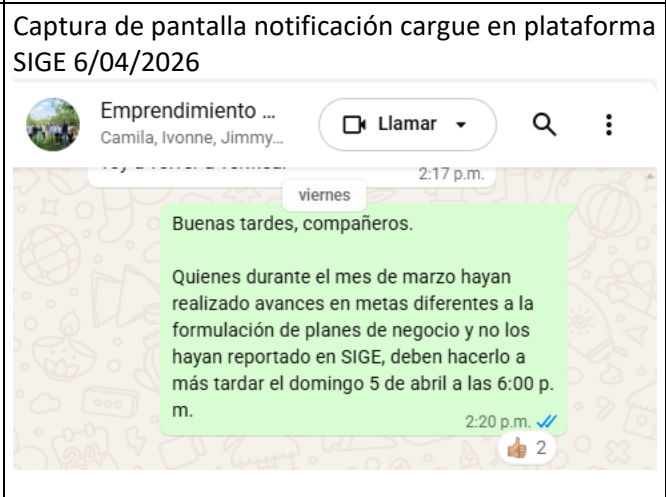 Captura de pantalla notificación cargue en plataforma
SIGE 6/04/2026
Emprendimiento ...
Camila, Ivonne, Jimmy...
Llamar
2:17 p.m.
viernes
Buenas tardes, compañeros.
Quienes durante el mes de marzo hayan
realizado avances en metas diferentes a la
formulación de planes de negocio y no los
hayan reportado en SIGE, deben hacerlo a
más tardar el domingo 5 de abril a las 6:00 p.
m.
2:20 p.m.
2